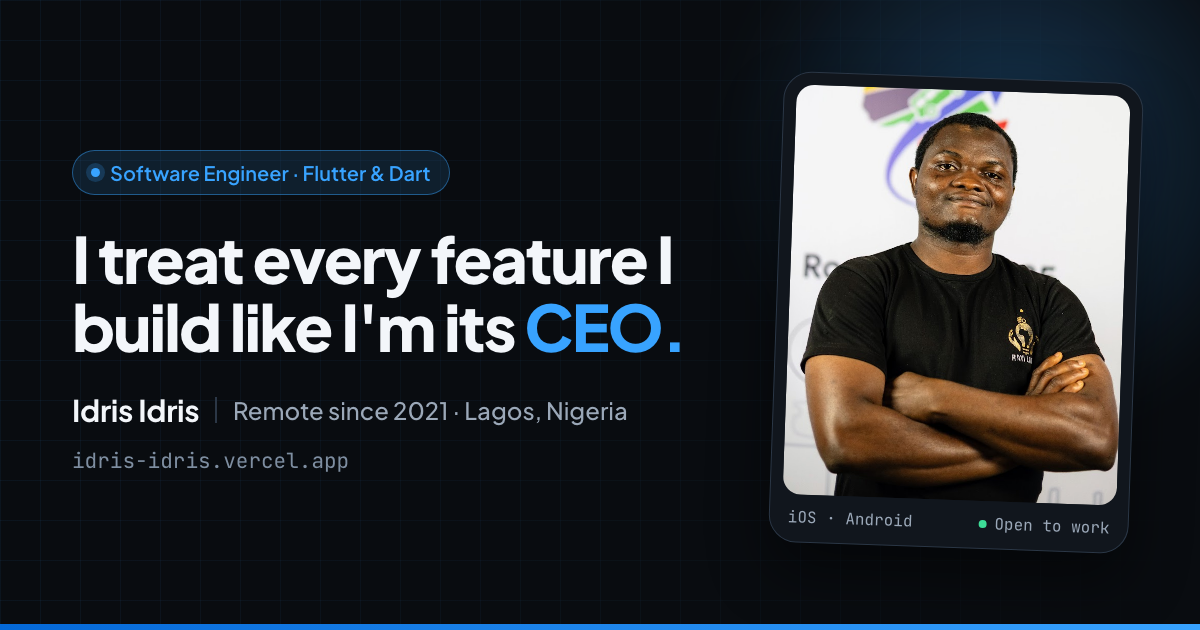 Software Engineer · Flutter & Dart
I treat every feature I
build like I'm its CEO.
Idris Idris
Remote since 2021 · Lagos, Nigeria
idris-idris.vercel.app
iOS · Android
Open to work